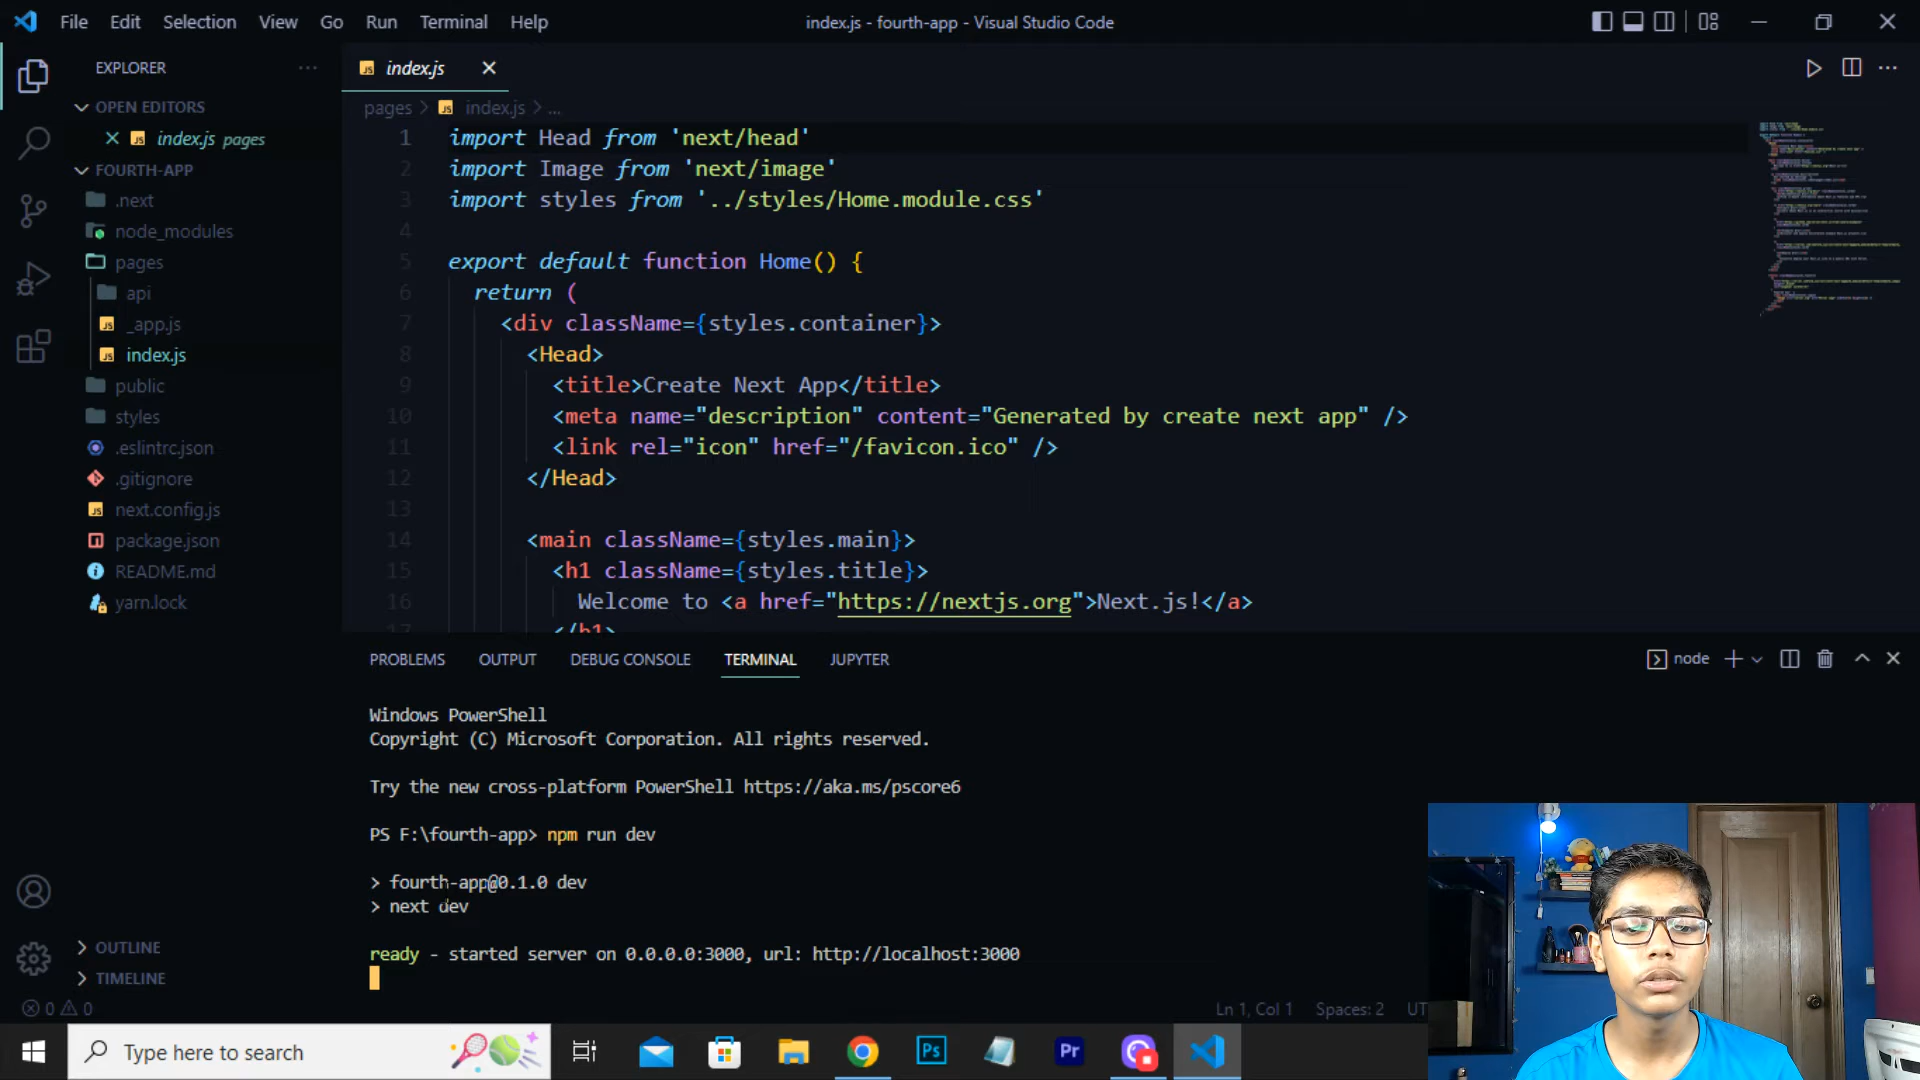 File Edit Selection View Go Run Terminal Help
index.js - fourth-app - Visual Studio Code
EXPLORER
OPEN EDITORS
index.js pages
FOURTH-APP
.next
node_modules
pages
api
_app.js
index.js
public
styles
.eslintrc.json
.gitignore
next.config.js
package.json
README.md
yarn.lock
OUTLINE
TIMELINE
index.js
pages > index.js > ...
1 import Head from 'next/head'
2 import Image from 'next/image'
3 import styles from '../styles/Home.module.css'
4
5 export default function Home() {
6 return (
7 <div className={styles.container}>
8 <Head>
9 <title>Create Next App</title>
10 <meta name="description" content="Generated by create next app" />
11 <link rel="icon" href="/favicon.ico" />
12 </Head>
13
14 <main className={styles.main}>
15 <h1 className={styles.title}>
16 Welcome to <a href="https://nextjs.org">Next.js!</a>
17 </h1>
PROBLEMS OUTPUT DEBUG CONSOLE TERMINAL JUPYTER
node
Windows PowerShell
Copyright (C) Microsoft Corporation. All rights reserved.
Try the new cross-platform PowerShell https://aka.ms/pscore6
PS F:\fourth-app> npm run dev
> fourth-app@0.1.0 dev
> next dev
ready - started server on 0.0.0.0:3000, url: http://localhost:3000
0 0
Ln 1, Col 1 Spaces: 2 UT
Type here to search
Ps
Pr